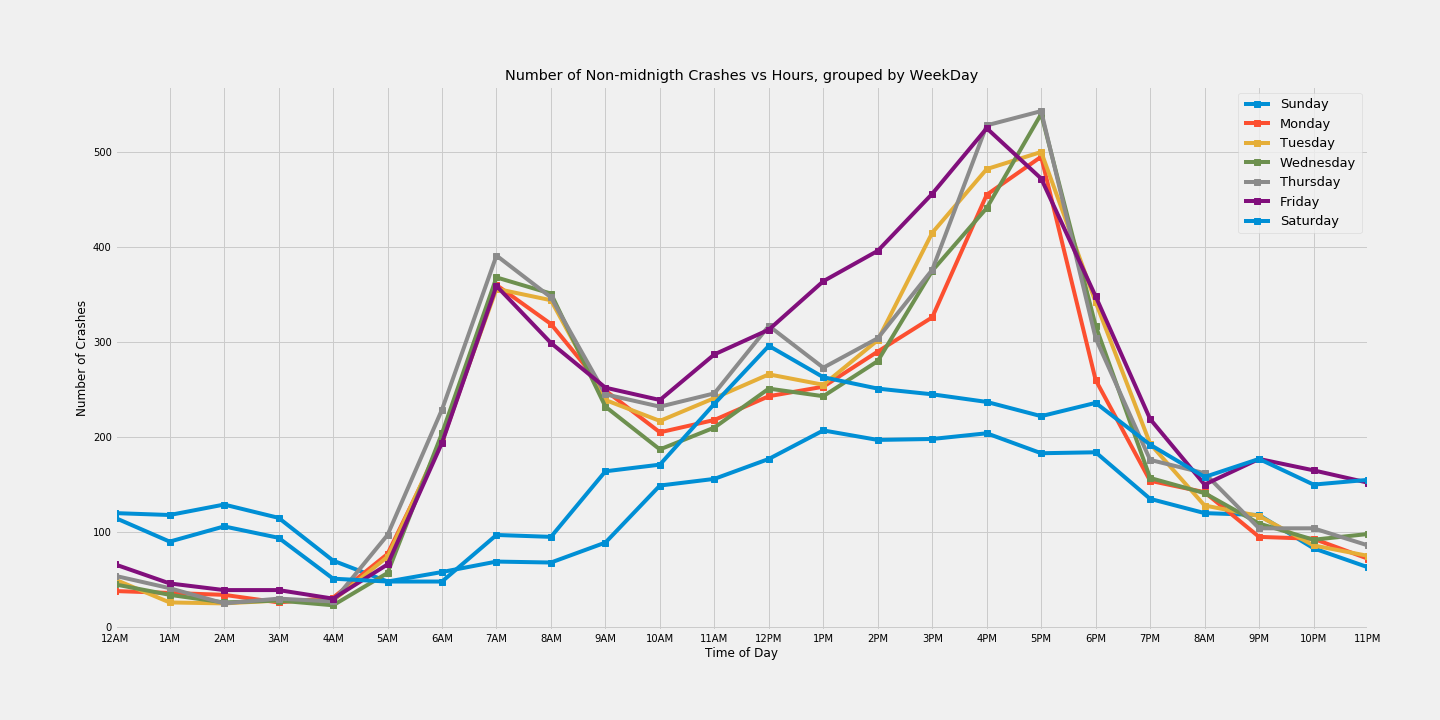 Number of Non-midnigth Crashes vs Hours, grouped by WeekDay
Sunday
Monday
Tuesday
Wednesday
Thursday
Friday
Saturday
Number of Crashes
500
400
300
200
100
0
12AM 1AM 2AM 3AM 4AM 5AM 6AM 7AM 8AM 9AM 10AM 11AM 12PM 1PM 2PM 3PM 4PM 5PM 6PM 7PM 8AM 9PM 10PM 11PM
Time of Day